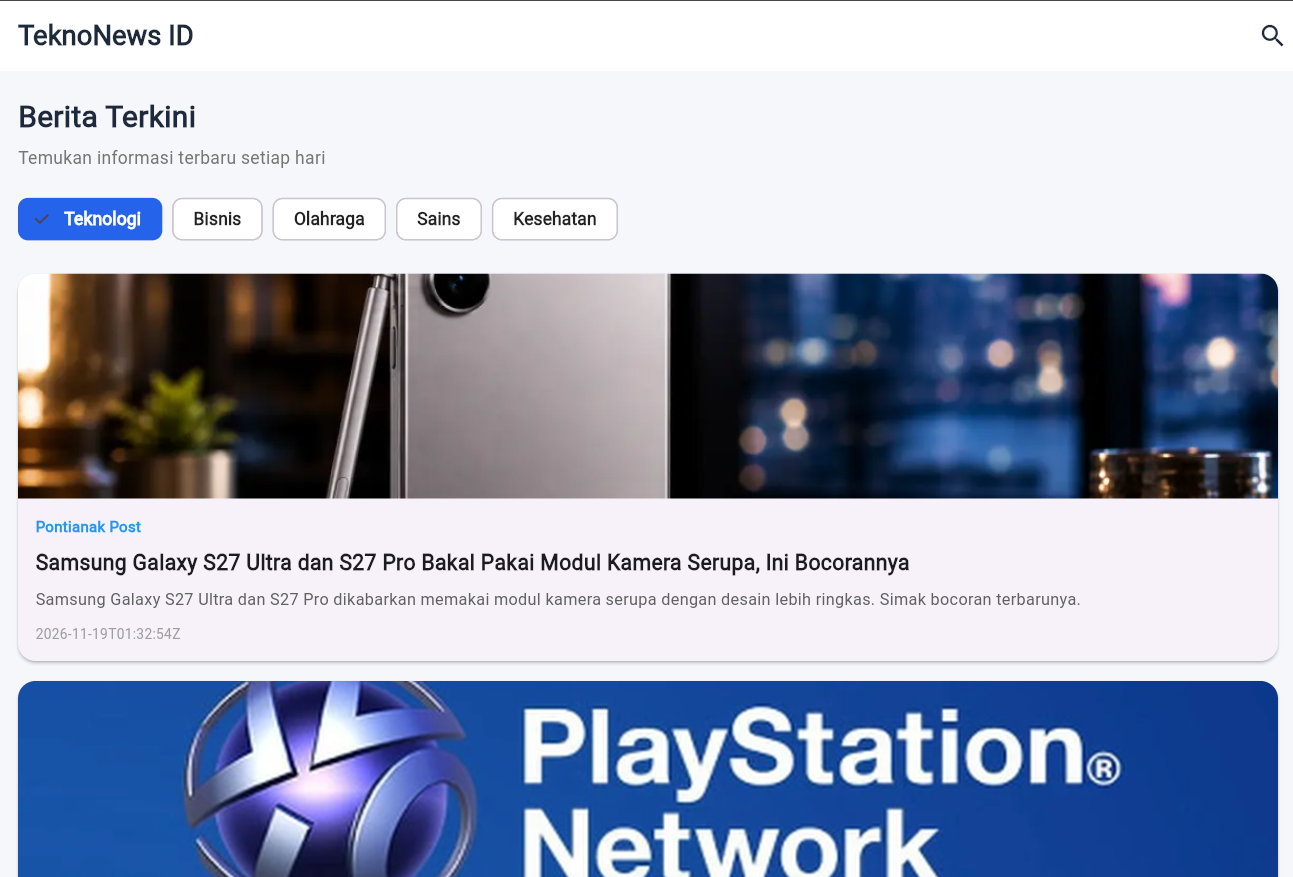 TeknoNews ID
Berita Terkini
Temukan informasi terbaru setiap hari
Teknologi Bisnis Olahraga Sains Kesehatan
Pontianak Post
Samsung Galaxy S27 Ultra dan S27 Pro Bakal Pakai Modul Kamera Serupa, Ini Bocorannya
Samsung Galaxy S27 Ultra dan S27 Pro dikabarkan memakai modul kamera serupa dengan desain lebih ringkas. Simak bocoran terbarunya.
2026-11-19T01:32:54Z
PlayStation®
Network